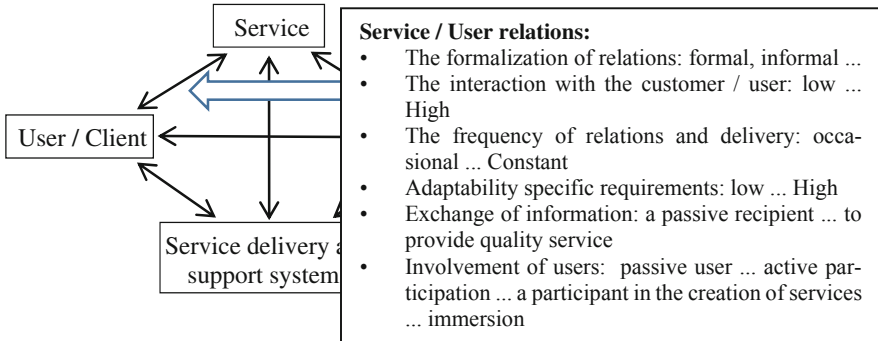 Service
User / Client
Service delivery a
support system
Service / User relations:
• The formalization of relations: formal, informal ...
• The interaction with the customer / user: low ...
High
• The frequency of relations and delivery: occa-
sional ... Constant
• Adaptability specific requirements: low ... High
• Exchange of information: a passive recipient ... to
provide quality service
• Involvement of users: passive user ... active par-
ticipation ... a participant in the creation of services
... immersion